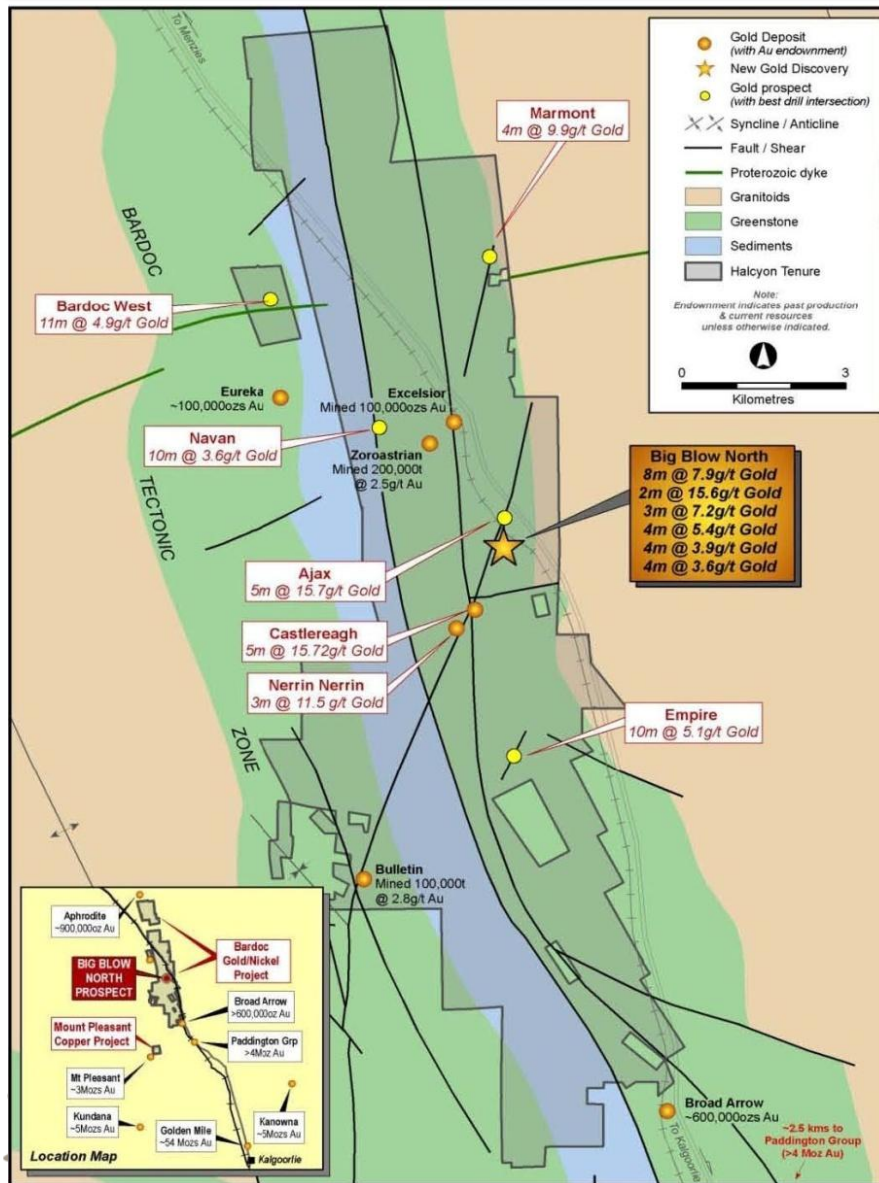 To Menzies
Gold Deposit
(with Au endownment)
New Gold Discovery
Gold prospect
(with best drill intersection)
Syncline / Anticline
Fault / Shear
Proterozoic dyke
Granitoids
Greenstone
Sediments
Halcyon Tenure
Note:
Endownment indicates past production
& current resources
unless otherwise indicated.
0 3
Kilometres
Marmont
4m @ 9.9g/t Gold
BARDOC
Bardoc West
11m @ 4.9g/t Gold
Eureka
~100,000ozs Au
Excelsior
Mined 100,000ozs Au
Navan
10m @ 3.6g/t Gold
Zoroastrian
Mined 200,000t
@ 2.5g/t Au
Big Blow North
8m @ 7.9g/t Gold
2m @ 15.6g/t Gold
3m @ 7.2g/t Gold
4m @ 5.4g/t Gold
4m @ 3.9g/t Gold
4m @ 3.6g/t Gold
TECTONIC
Ajax
5m @ 15.7g/t Gold
Castlereagh
5m @ 15.72g/t Gold
Nerrin Nerrin
3m @ 11.5 g/t Gold
ZONE
Empire
10m @ 5.1g/t Gold
Bulletin
Mined 100,000t
@ 2.8g/t Au
Aphrodite
~900,000oz Au
BIG BLOW
NORTH
PROSPECT
Bardoc
Gold/Nickel
Project
Broad Arrow
>600,000oz Au
Mount Pleasant
Copper Project
Paddington Grp
>4Moz Au
Mt Pleasant
~3Mozs Au
Kundana
~5Mozs Au
Golden Mile
~54 Mozs Au
Kanowna
~5Mozs Au
Location Map
Kalgoorlie
Broad Arrow
~600,000ozs Au
To Kalgoorlie
~2.5 kms to
Paddington Group
(>4 Moz Au)